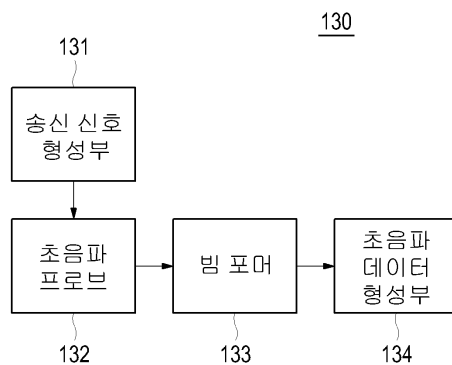 130
131
송신 신호
형성부
초음파
프로브
빔 포머
초음파
데이터
형성부
132
133
134